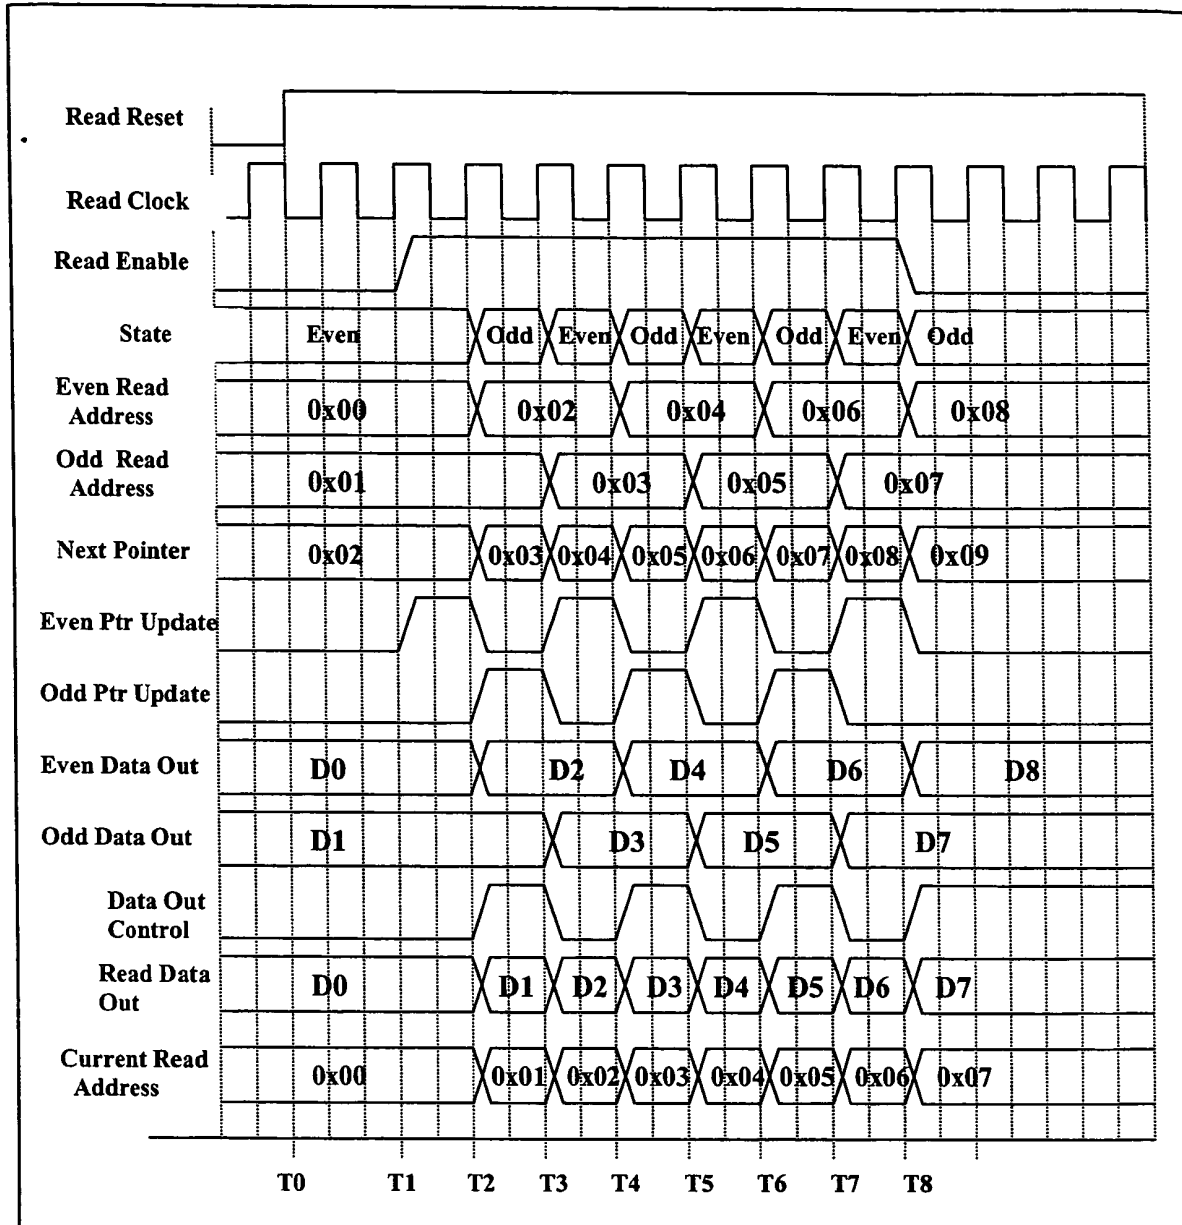 Read Reset
Read Clock
Read Enable
State
Even Odd Even Odd Even Odd Even Odd
Even Read
Address
0x00 0x02 0x04 0x06 0x08
Odd Read
Address
0x01 0x03 0x05 0x07
Next Pointer
0x02 0x03 0x04 0x05 0x06 0x07 0x08 0x09
Even Ptr Update
Odd Ptr Update
Even Data Out
D0 D2 D4 D6 D8
Odd Data Out
D1 D3 D5 D7
Data Out
Control
Read Data
Out
D0 D1 D2 D3 D4 D5 D6 D7
Current Read
Address
0x00 0x01 0x02 0x03 0x04 0x05 0x06 0x07
T0 T1 T2 T3 T4 T5 T6 T7 T8